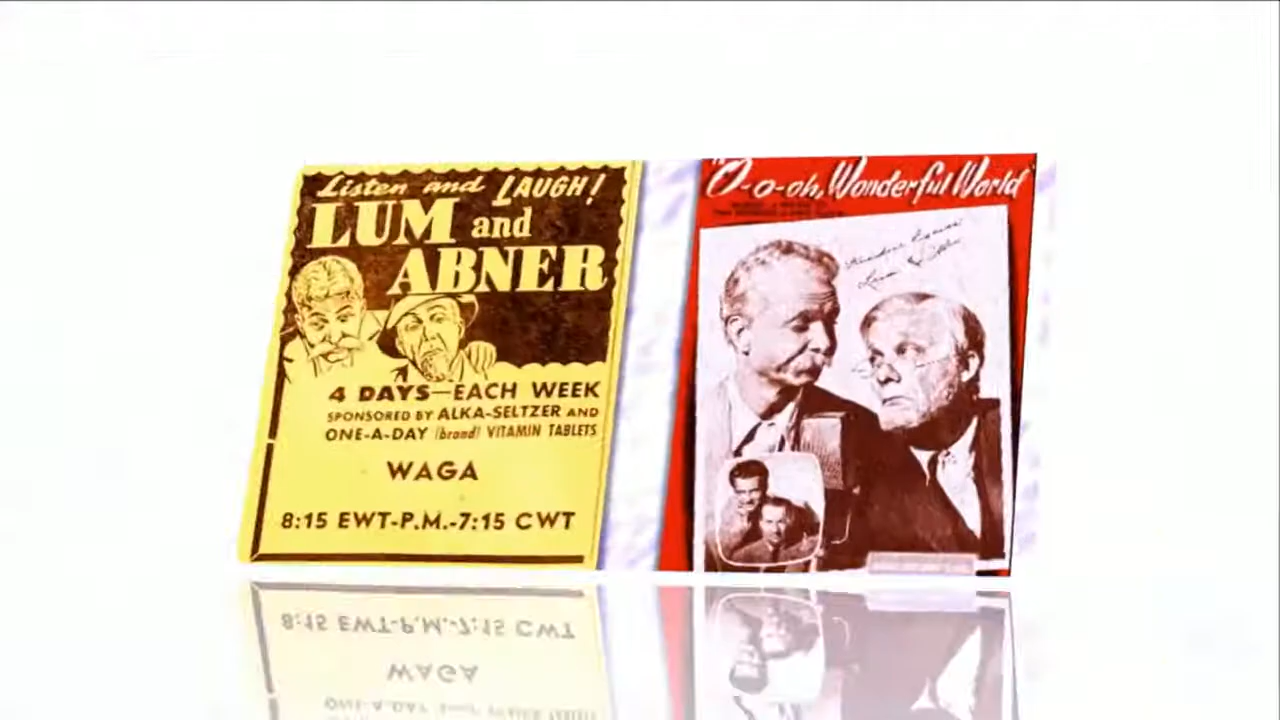 Listen and LAUGH!
LUM and
ABNER
4 DAYS—EACH WEEK
SPONSORED BY ALKA-SELTZER AND
ONE-A-DAY (brand) VITAMIN TABLETS
WAGA
8:15 EWT-P.M.-7:15 CWT
"O-o-oh, Wonderful World